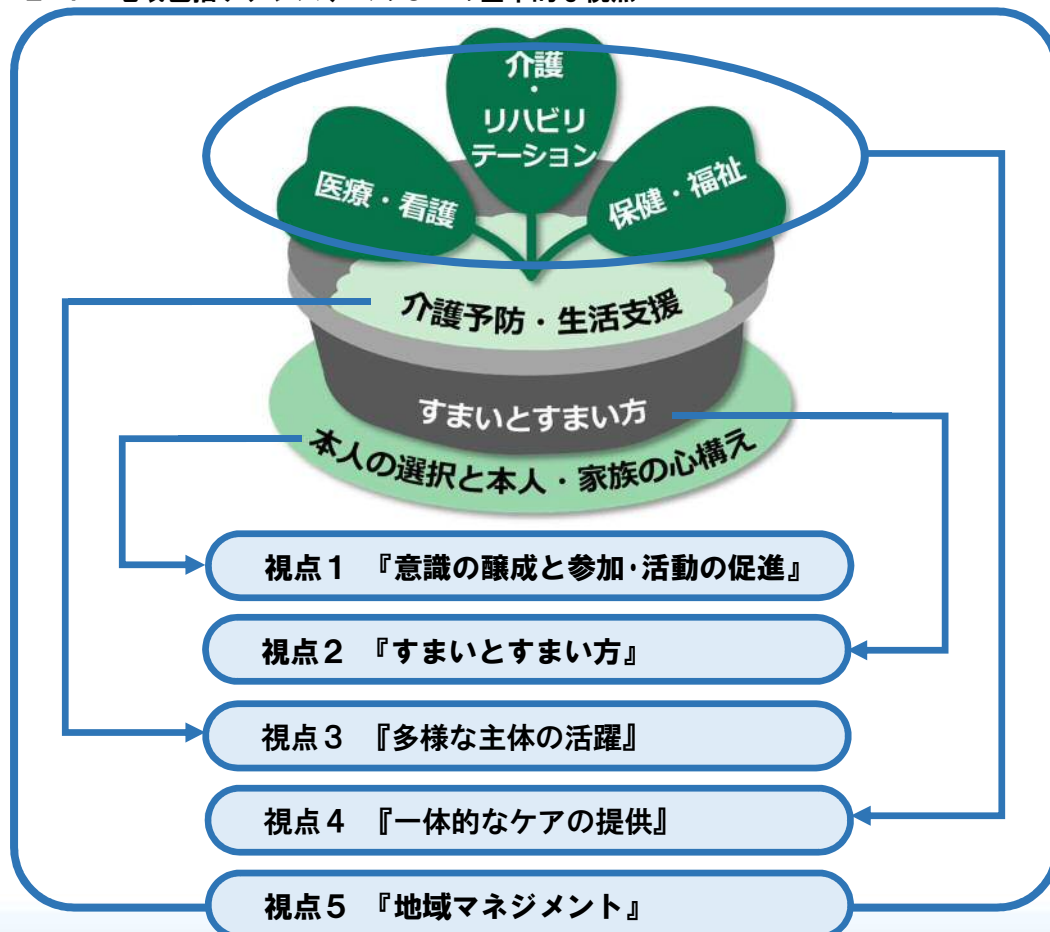 介護
・
リハビリ
テーション
医療・看護
保健・福祉
介護予防・生活支援
すまいとすまい方
本人の選択と本人・家族の心構え
視点1 『意識の醸成と参加・活動の促進』
視点2 『すまいとすまい方』
視点3 『多様な主体の活躍』
視点4 『一体的なケアの提供』
視点5 『地域マネジメント』